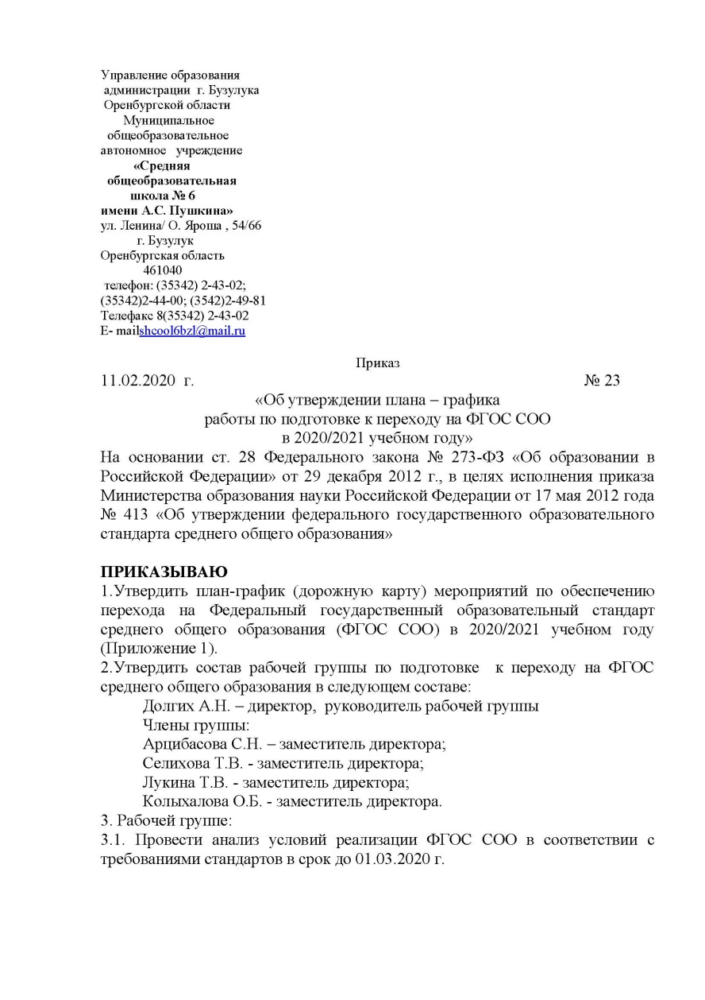 Управление образования
администрации г. Бузулука
Оренбургской области
Муниципальное
общеобразовательное
автономное учреждение
«Средняя
общеобразовательная
школа № 6
имени А.С. Пушкина»
ул. Ленина/ О. Яроша , 54/66
г. Бузулук
Оренбургская область
461040
телефон: (35342) 2-43-02;
(35342)2-44-00; (3542)2-49-81
Телефакс 8(35342) 2-43-02
E- mailshcool6bzl@mail.ru
Приказ
11.02.2020 г. № 23
«Об утверждении плана – графика
работы по подготовке к переходу на ФГОС СОО
в 2020/2021 учебном году»
На основании ст. 28 Федерального закона № 273-ФЗ «Об образовании в
Российской Федерации» от 29 декабря 2012 г., в целях исполнения приказа
Министерства образования науки Российской Федерации от 17 мая 2012 года
№ 413 «Об утверждении федерального государственного образовательного
стандарта среднего общего образования»
ПРИКАЗЫВАЮ
1.Утвердить план-график (дорожную карту) мероприятий по обеспечению
перехода на Федеральный государственный образовательный стандарт
среднего общего образования (ФГОС СОО) в 2020/2021 учебном году
(Приложение 1).
2.Утвердить состав рабочей группы по подготовке к переходу на ФГОС
среднего общего образования в следующем составе:
Долгих А.Н. – директор, руководитель рабочей группы
Члены группы:
Арцибасова С.Н. – заместитель директора;
Селихова Т.В. - заместитель директора;
Лукина Т.В. - заместитель директора;
Колыхалова О.Б. - заместитель директора.
3. Рабочей группе:
3.1. Провести анализ условий реализации ФГОС СОО в соответствии с
требованиями стандартов в срок до 01.03.2020 г.